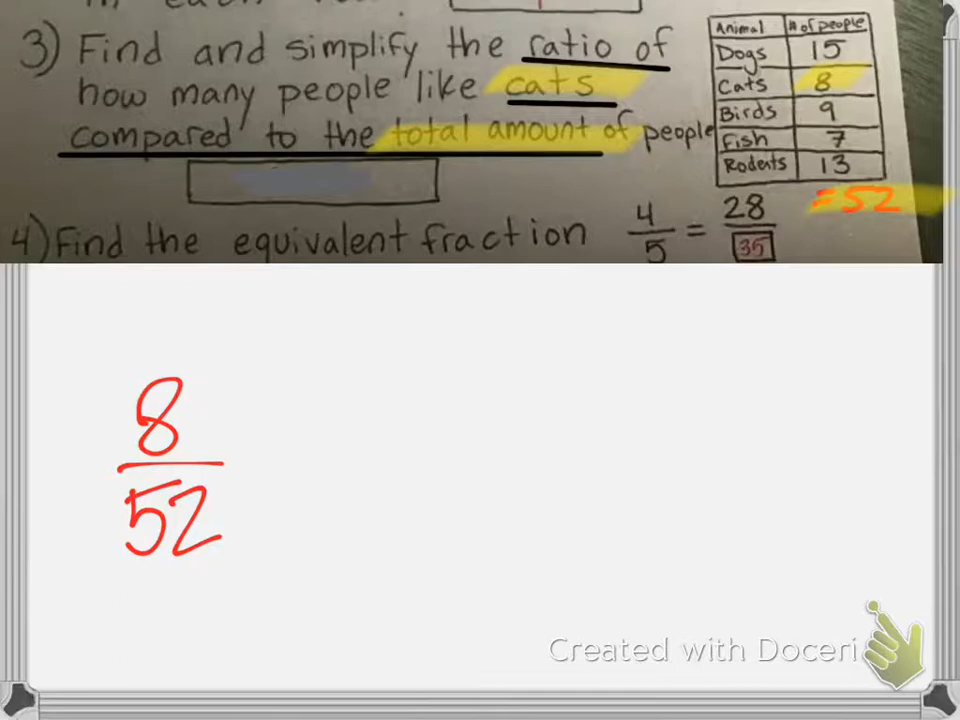 3) Find and simplify the ratio of
how many people like cats
compared to the total amount of people
Animal # of people
Dogs 15
Cats 8
Birds 9
Fish 7
Rodents 13
= 52
4) Find the equivalent fraction 4/5 = 28/35
8
52
Created with Doceri